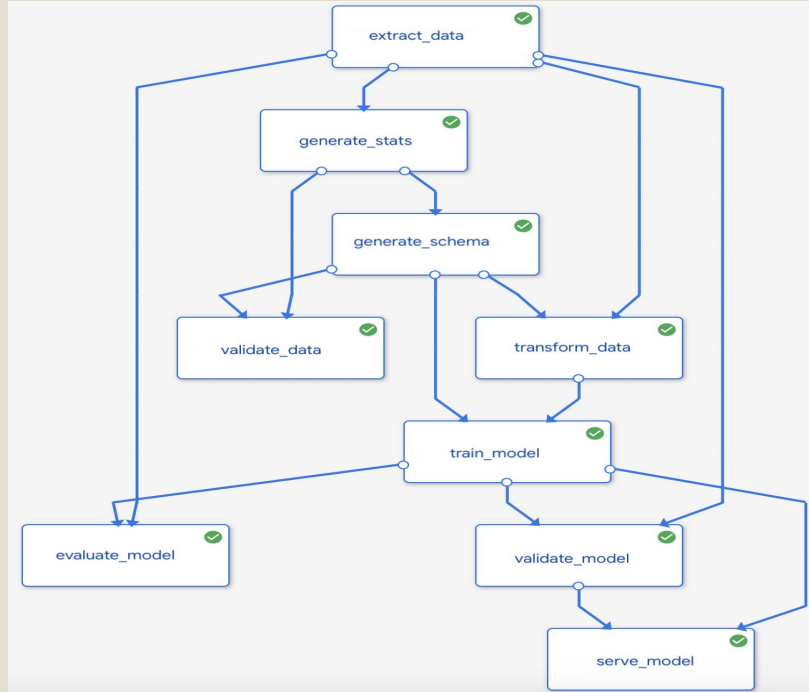 extract_data
generate_stats
generate_schema
validate_data
transform_data
train_model
evaluate_model
validate_model
serve_model